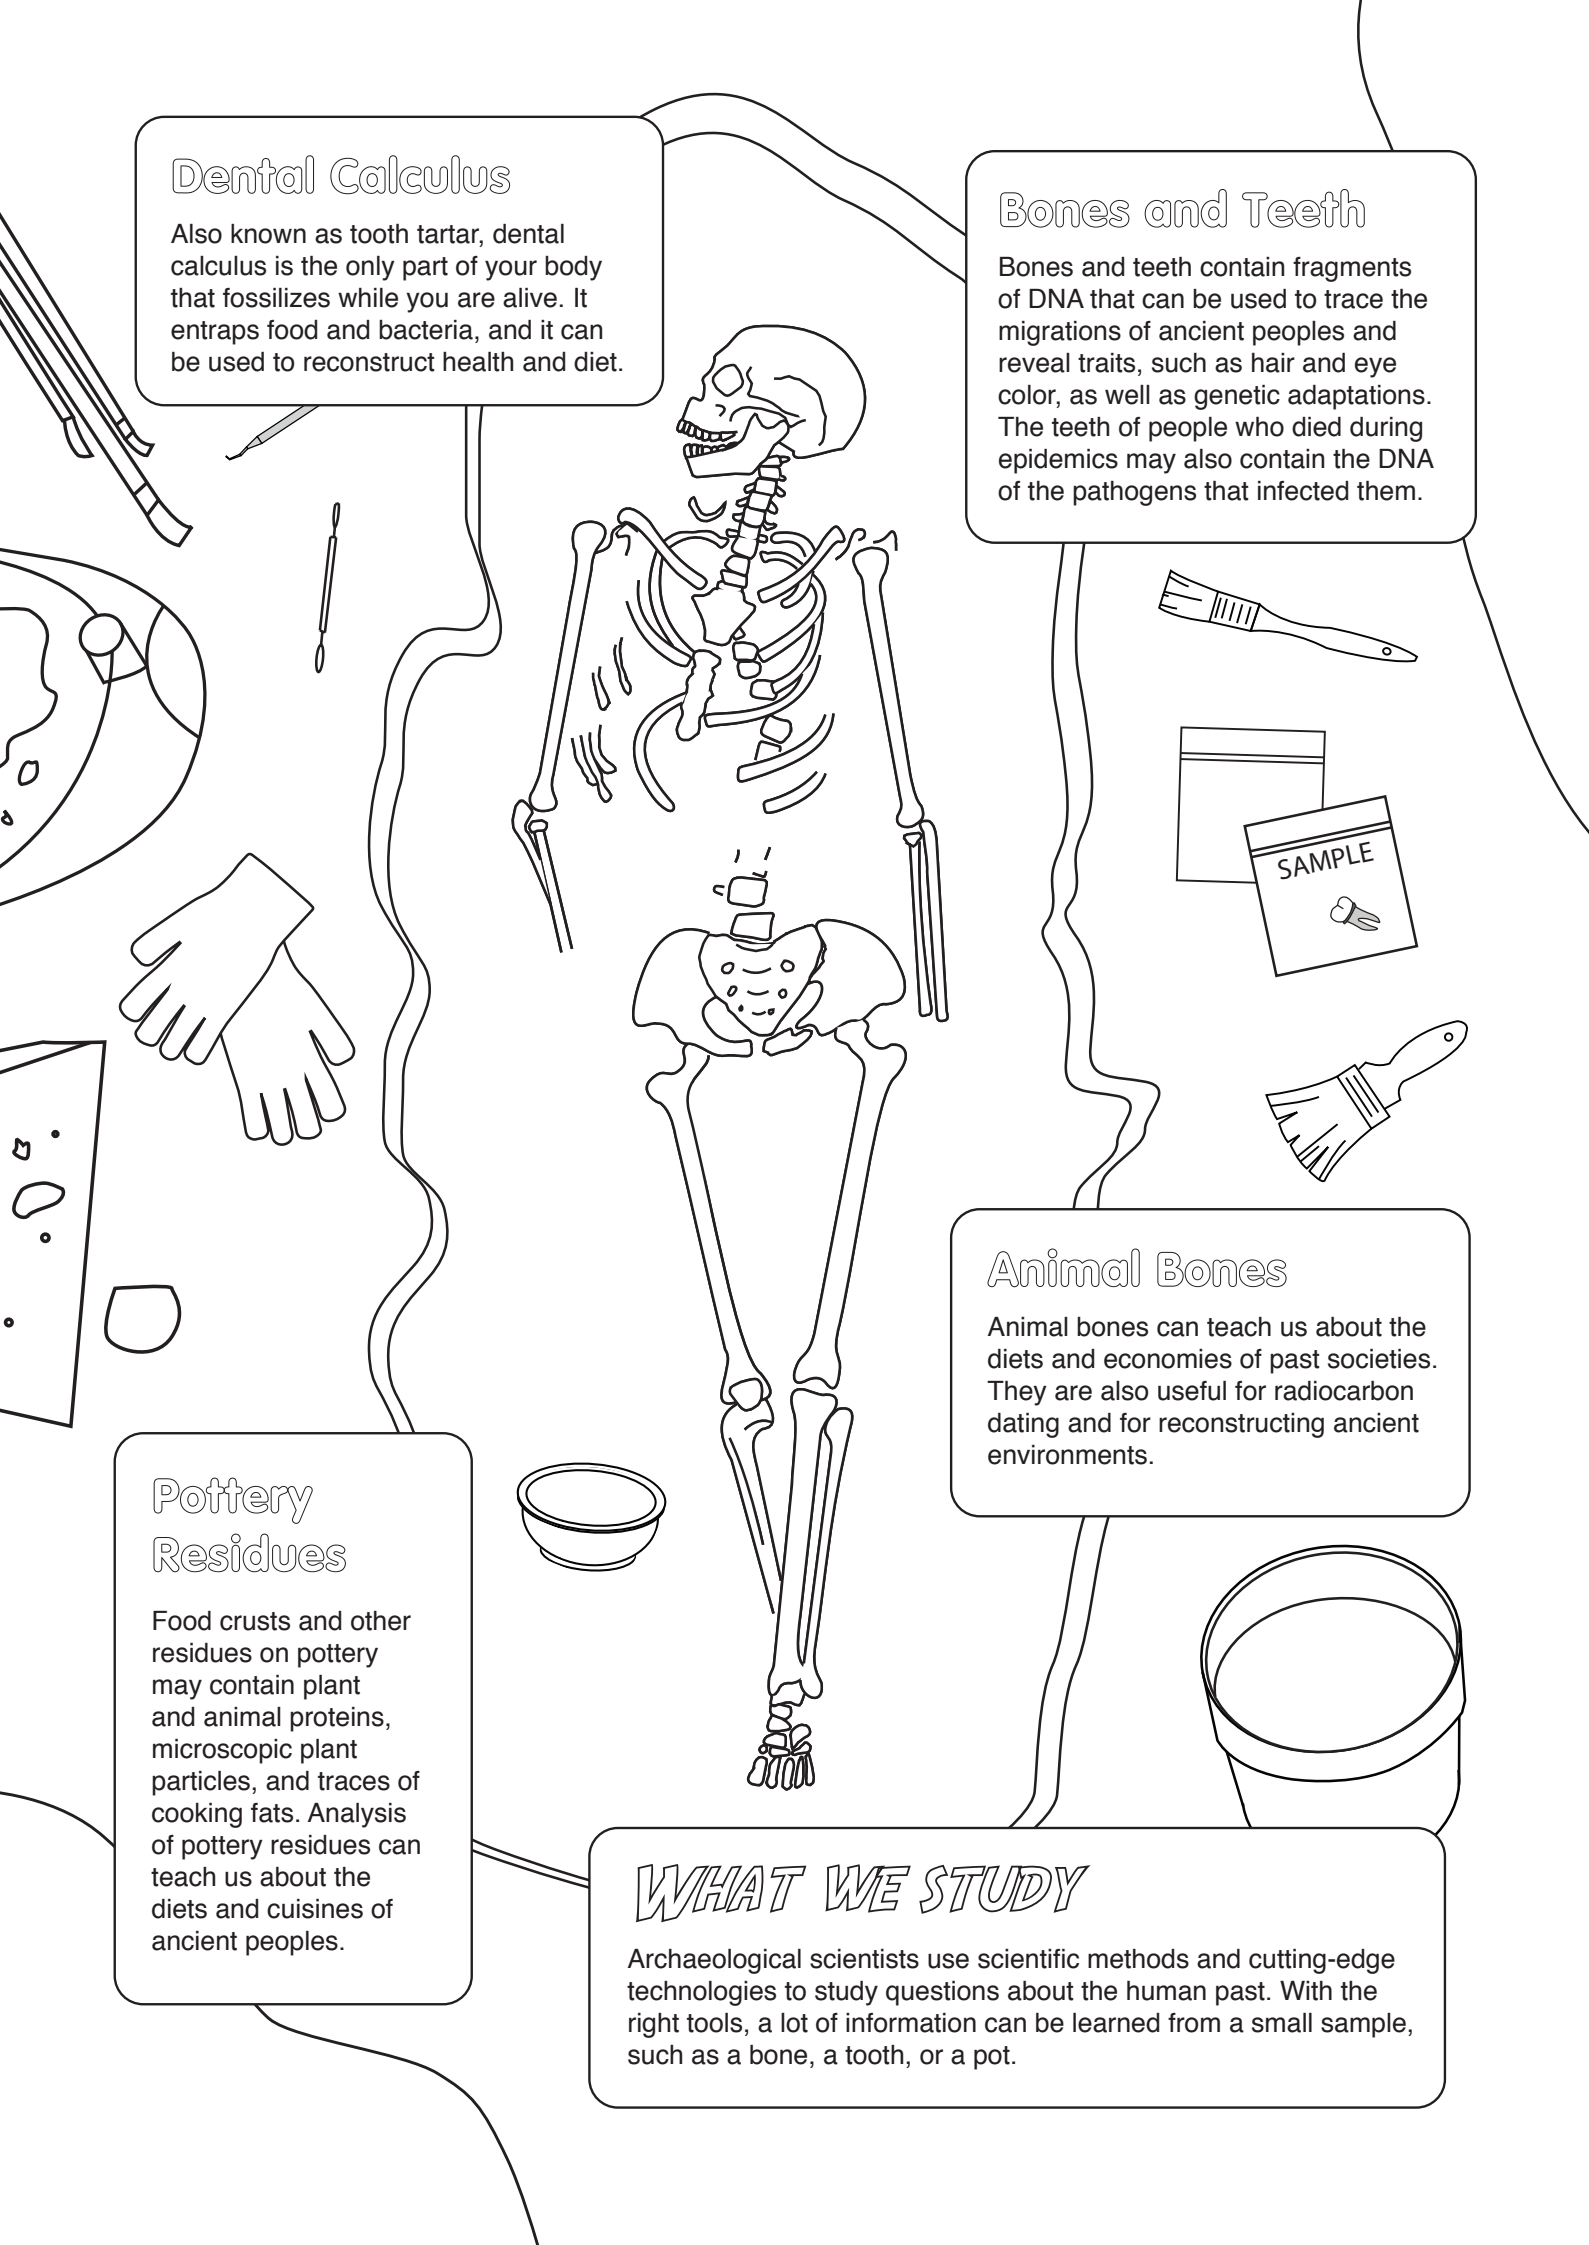 Dental Calculus
Also known as tooth tartar, dental
calculus is the only part of your body
that fossilizes while you are alive. It
entraps food and bacteria, and it can
be used to reconstruct health and diet.
Bones and Teeth
Bones and teeth contain fragments
of DNA that can be used to trace the
migrations of ancient peoples and
reveal traits, such as hair and eye
color, as well as genetic adaptations.
The teeth of people who died during
epidemics may also contain the DNA
of the pathogens that infected them.
SAMPLE
Animal Bones
Animal bones can teach us about the
diets and economies of past societies.
They are also useful for radiocarbon
dating and for reconstructing ancient
environments.
Pottery
Residues
Food crusts and other
residues on pottery
may contain plant
and animal proteins,
microscopic plant
particles, and traces of
cooking fats. Analysis
of pottery residues can
teach us about the
diets and cuisines of
ancient peoples.
WHAT WE STUDY
Archaeological scientists use scientific methods and cutting-edge
technologies to study questions about the human past. With the
right tools, a lot of information can be learned from a small sample,
such as a bone, a tooth, or a pot.